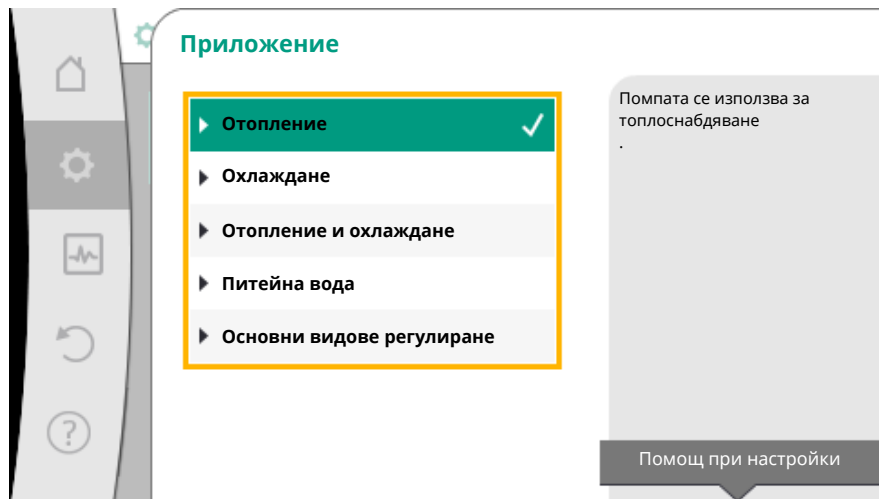 Приложение
Отопление
Охлаждане
Отопление и охлаждане
Питейна вода
Основни видове регулиране
Помпата се използва за
топлоснабдяване
.
Помощ при настройки